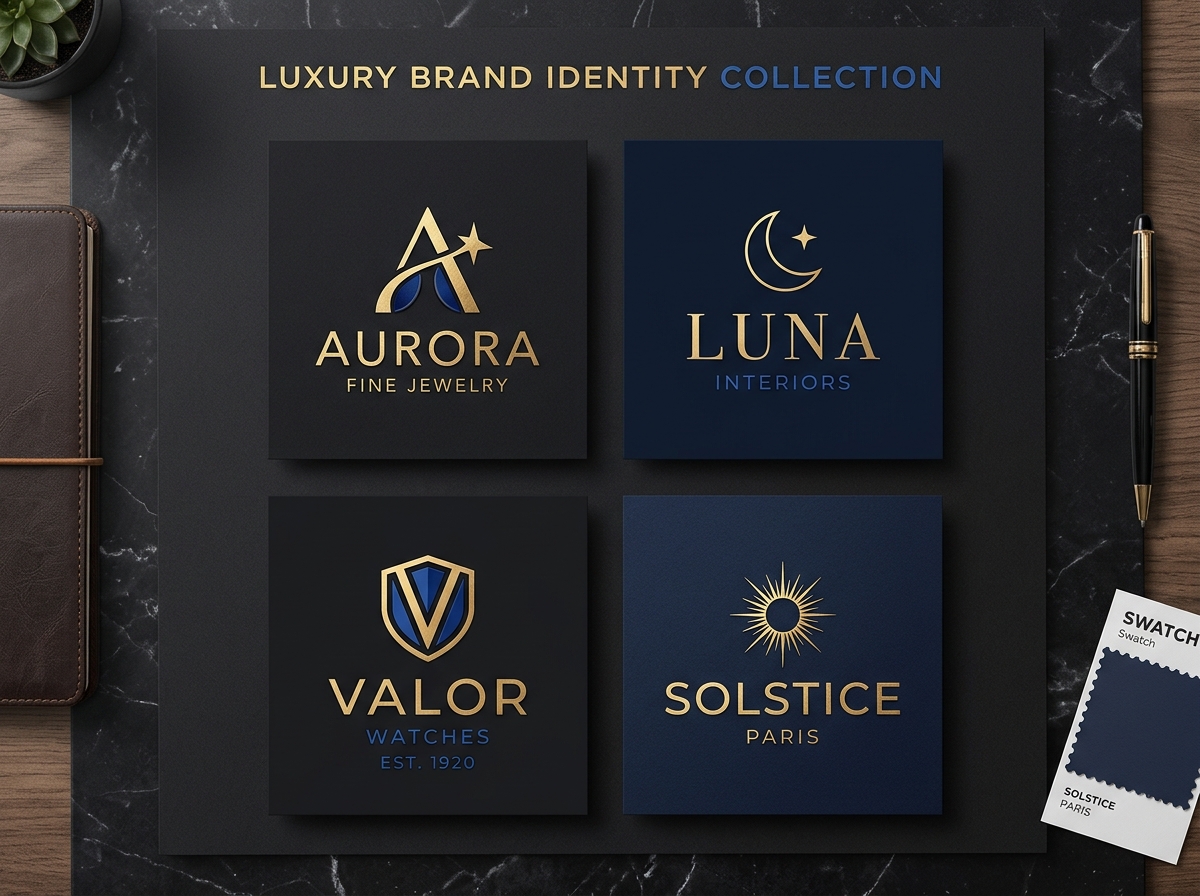 LUXURY BRAND IDENTITY COLLECTION
AURORA
FINE JEWELRY
LUNA
INTERIORS
VALOR
WATCHES
EST. 1920
SOLSTICE
PARIS
SWATCH
Swatch
SOLSTICE
PARIS